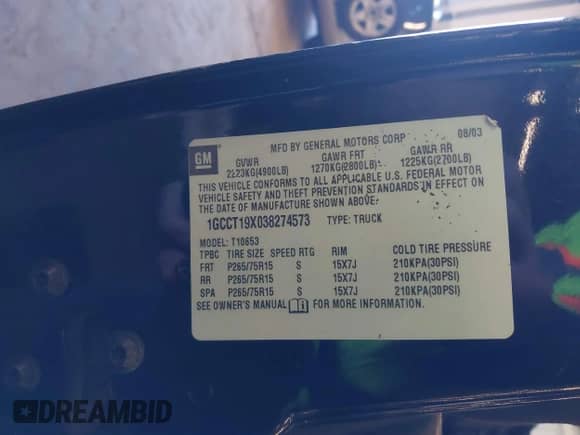 MFD BY GENERAL MOTORS CORP 08/03
GM GVWR GAWR FRT GAWR RR
2223KG(4900LB) 1270KG(2800LB) 1225KG(2700LB)
THIS VEHICLE CONFORMS TO ALL APPLICABLE U.S. FEDERAL MOTOR
VEHICLE SAFETY AND THEFT PREVENTION STANDARDS IN EFFECT ON
THE DATE OF MANUFACTURE SHOWN ABOVE.
1GCCT19X038274573 TYPE: TRUCK
MODEL: T10653
TPBC TIRE SIZE SPEED RTG RIM COLD TIRE PRESSURE
FRT P265/75R15 S 15X7J 210KPA(30PSI)
RR P265/75R15 S 15X7J 210KPA(30PSI)
SPA P265/75R15 S 15X7J 210KPA(30PSI)
SEE OWNER'S MANUAL FOR MORE INFORMATION.
DREAMBID